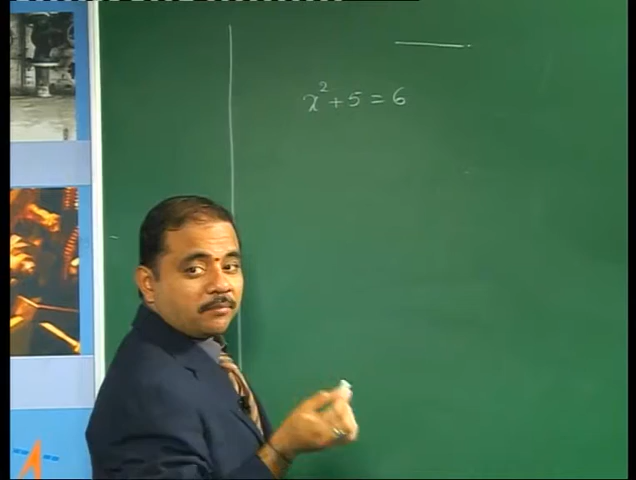 x² + 5 = 6